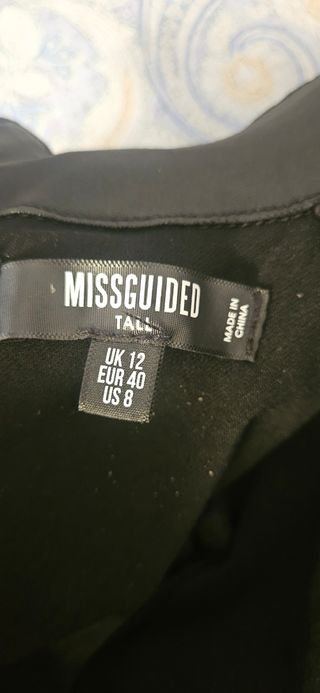 MISSGUIDED
TALL
MADE IN
CHINA
UK 12
EUR 40
US 8